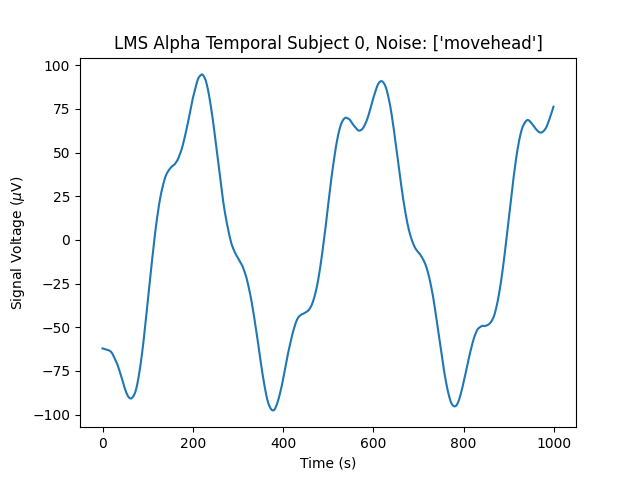 LMS Alpha Temporal Subject 0, Noise: ['movehead']
100
75
50
25
0
−25
−50
−75
−100
Signal Voltage (μV)
0 200 400 600 800 1000
Time (s)